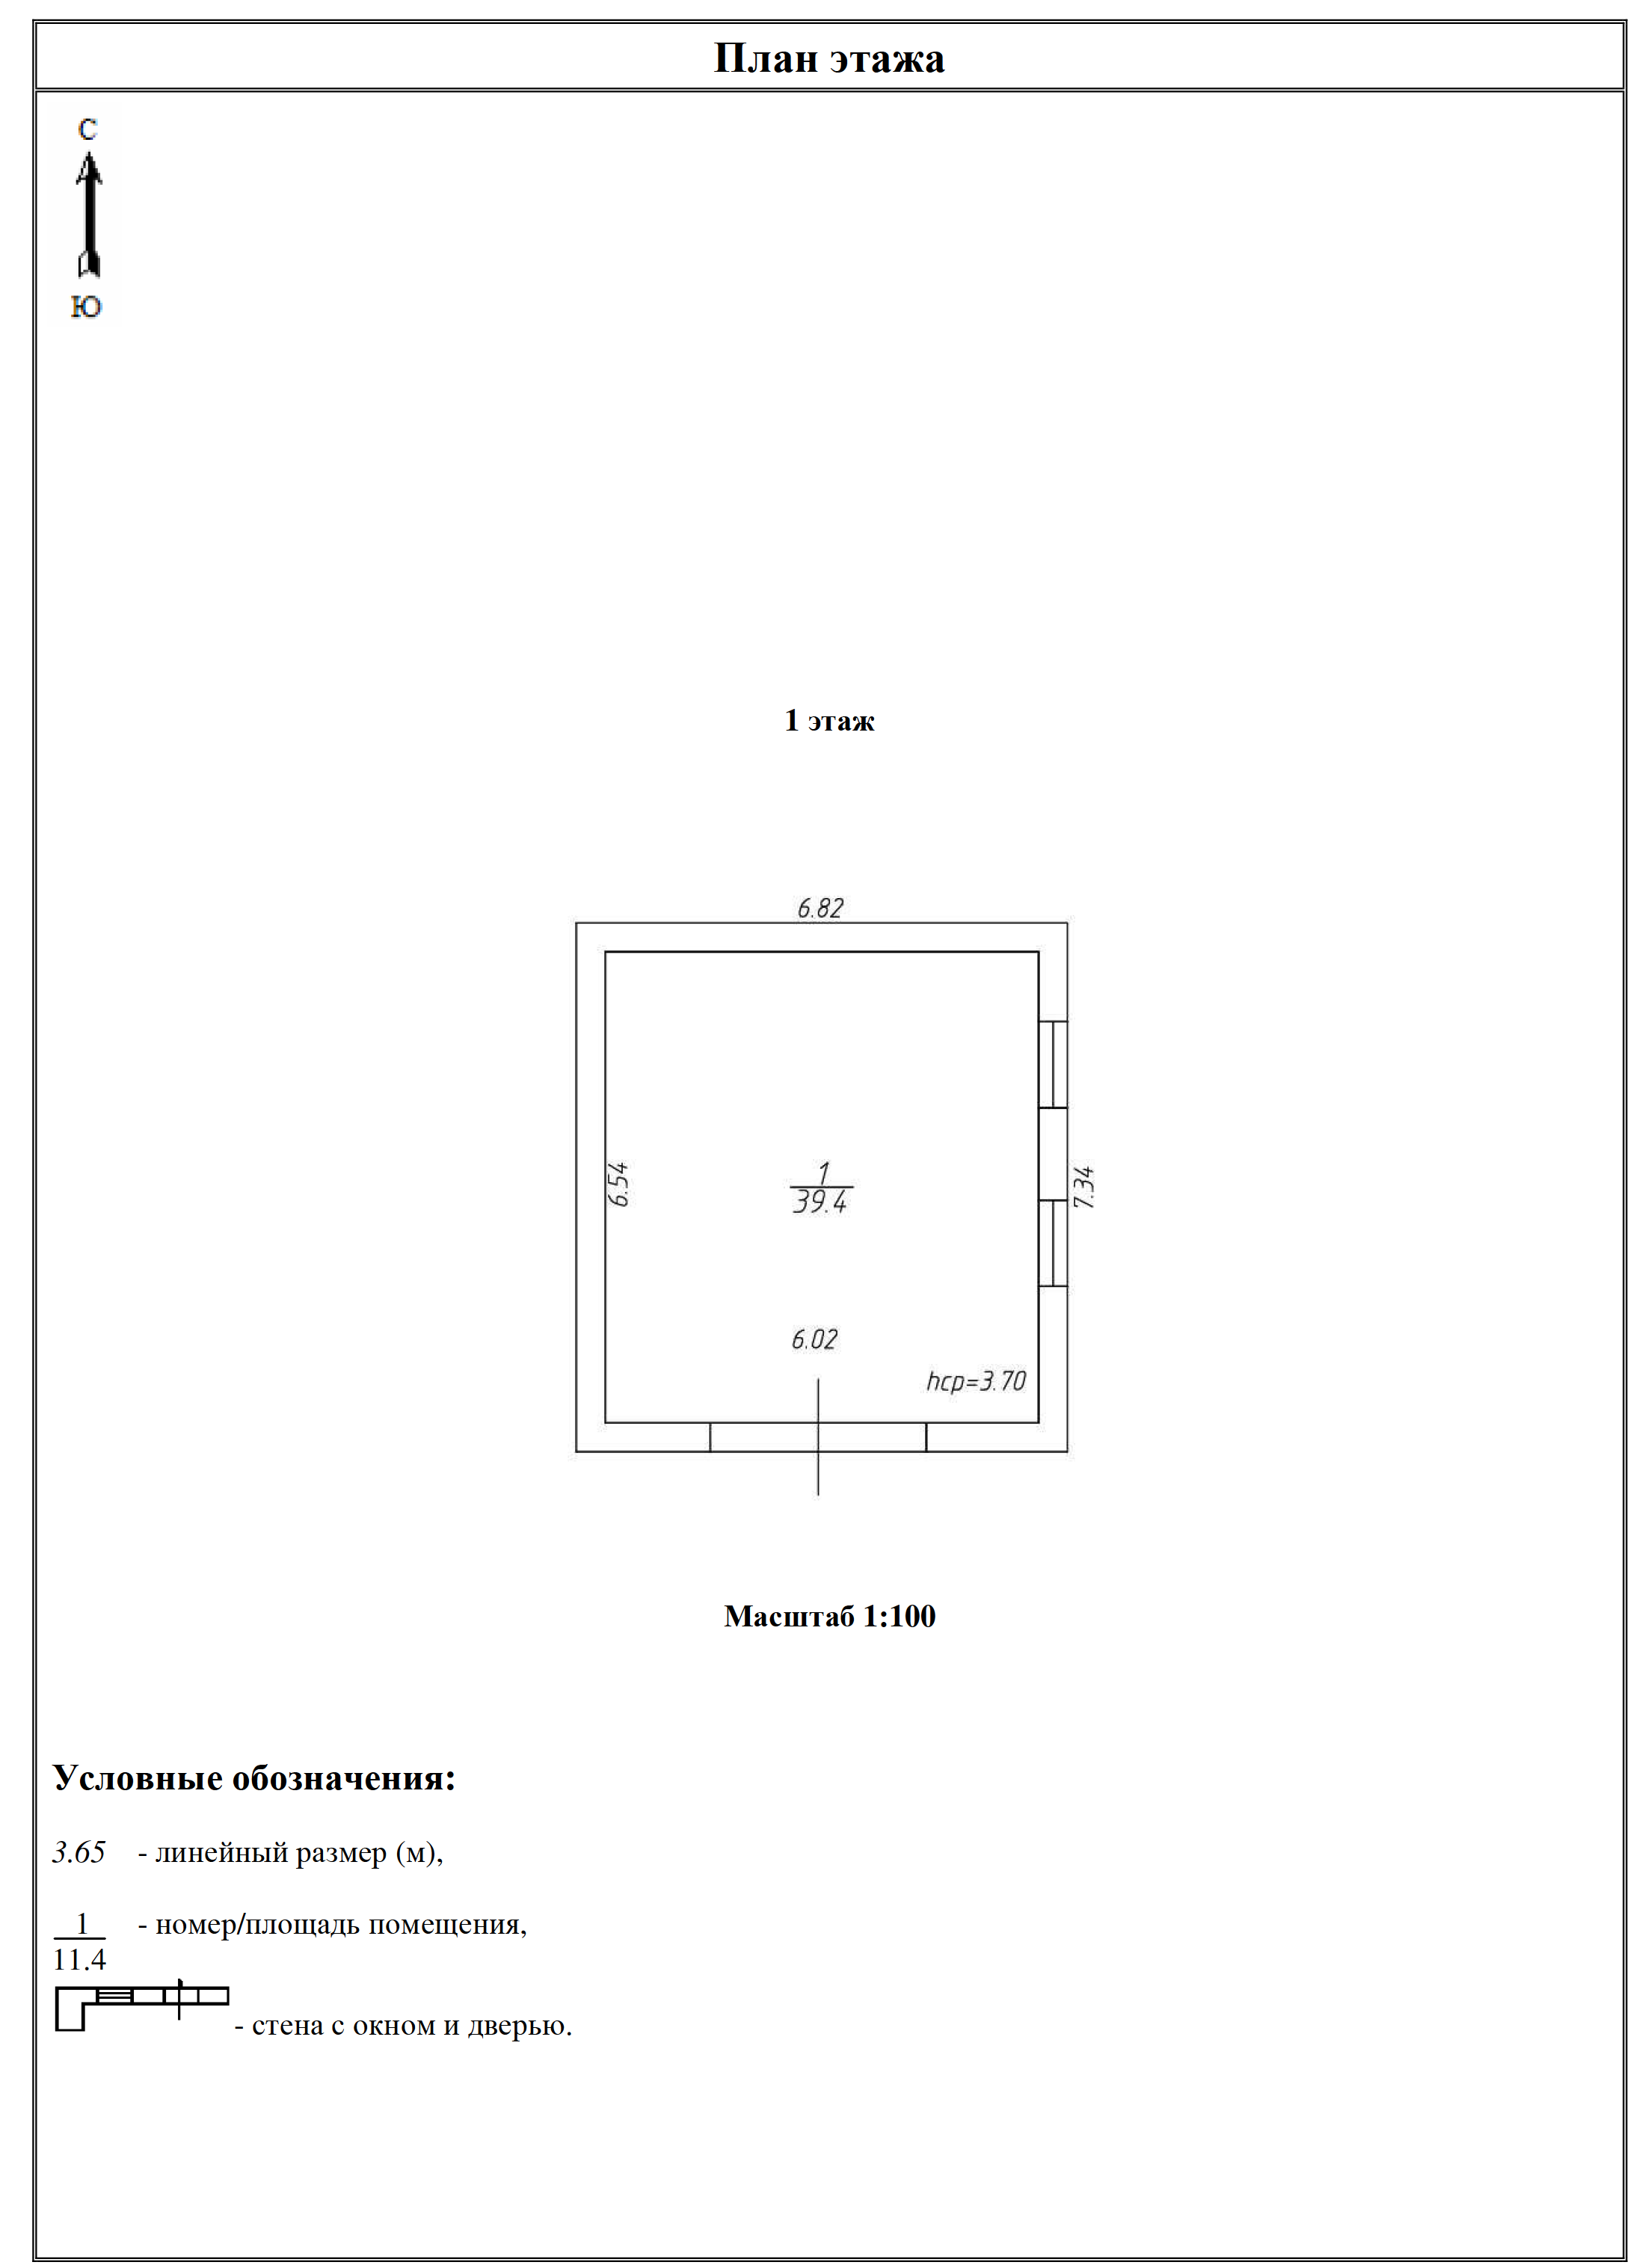 План этажа
С
Ю
1 этаж
6.82
6.54
1
39.4
7.34
6.02
hср=3.70
Масштаб 1:100
Условные обозначения:
3.65 - линейный размер (м),
1 - номер/площадь помещения,
11.4
- стена с окном и дверью.